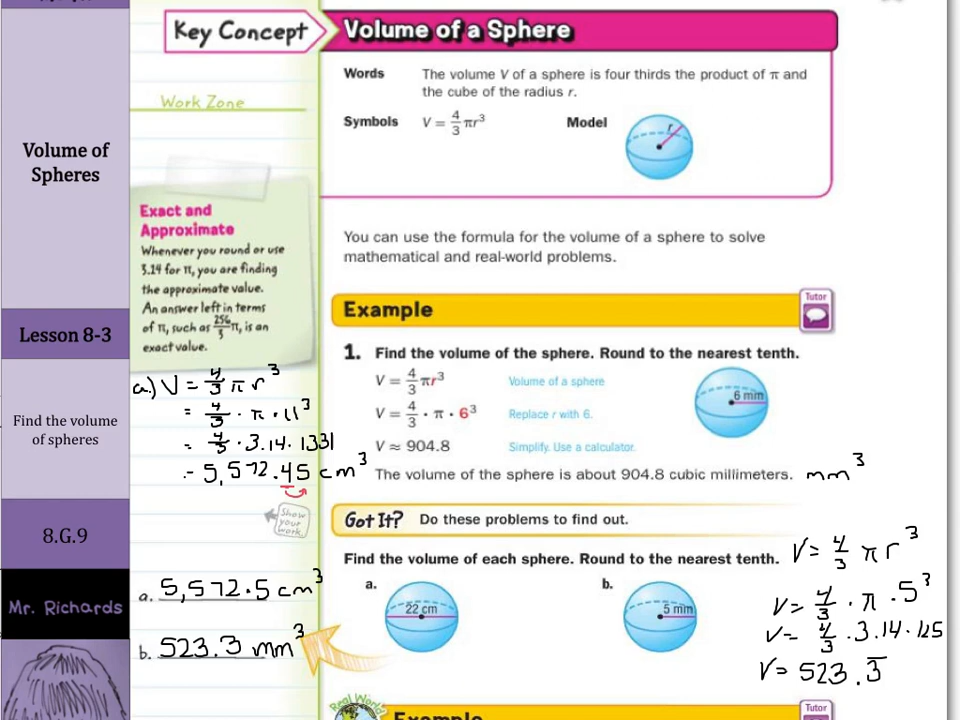 Key Concept
Volume of a Sphere
Work Zone
Words The volume V of a sphere is four thirds the product of π and
the cube of the radius r.
Symbols V = 4/3 πr³ Model
r
Volume of
Spheres
Exact and
Approximate
Whenever you round or use
3.14 for π, you are finding
the approximate value.
An answer left in terms
of π, such as 256/3 π, is an
exact value.
You can use the formula for the volume of a sphere to solve
mathematical and real-world problems.
Example
Tutor
Lesson 8-3
1. Find the volume of the sphere. Round to the nearest tenth.
V = 4/3 πr³ Volume of a sphere
V = 4/3 · π · 6³ Replace r with 6.
V ≈ 904.8 Simplify. Use a calculator.
The volume of the sphere is about 904.8 cubic millimeters. mm³
6 mm
a.) V = 4/3 π r³
= 4/3 · π · 11³
= 4/3 · 3.14 · 1331
= 5,572.45 cm³
Find the volume
of spheres
Show
your
work.
Got It? Do these problems to find out.
Find the volume of each sphere. Round to the nearest tenth.
a.
22 cm
b.
5 mm
V = 4/3 π r³
V = 4/3 · π · 5³
V = 4/3 · 3.14 · 125
V = 523.3̅
8.G.9
Mr. Richards
a. 5,572.5 cm³
b. 523.3 mm³
Real World
Example
Tutor